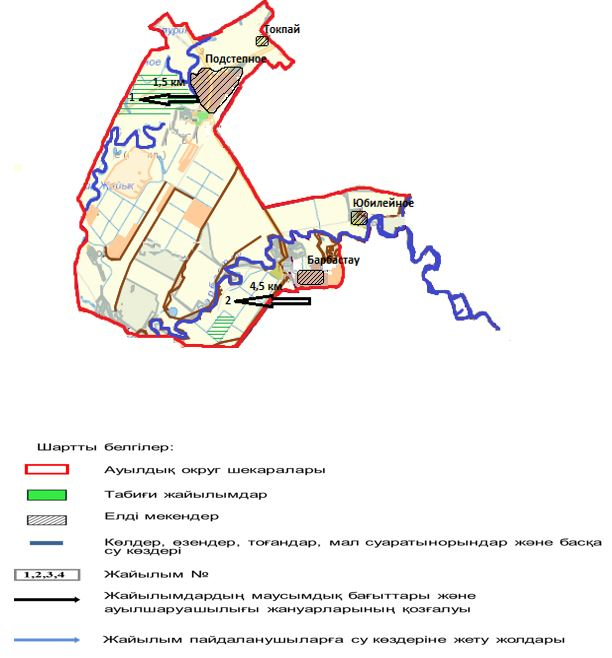 Токпай
Подстепное
1,5 км
1
Жайык
Юбилейное
Барбастау
4,5 км
2
Шартты белгілер:
Ауылдық округ шекаралары
Табиғи жайылымдар
Елді мекендер
Көлдер, өзендер, тоғандар, мал суаратынорындар және басқа
су көздері
1,2,3,4 Жайылым №
Жайылымдардың маусымдық бағыттары және
ауылшаруашылығы жануарларының қозғалуы
Жайылым пайдаланушыларға су көздеріне жету жолдары